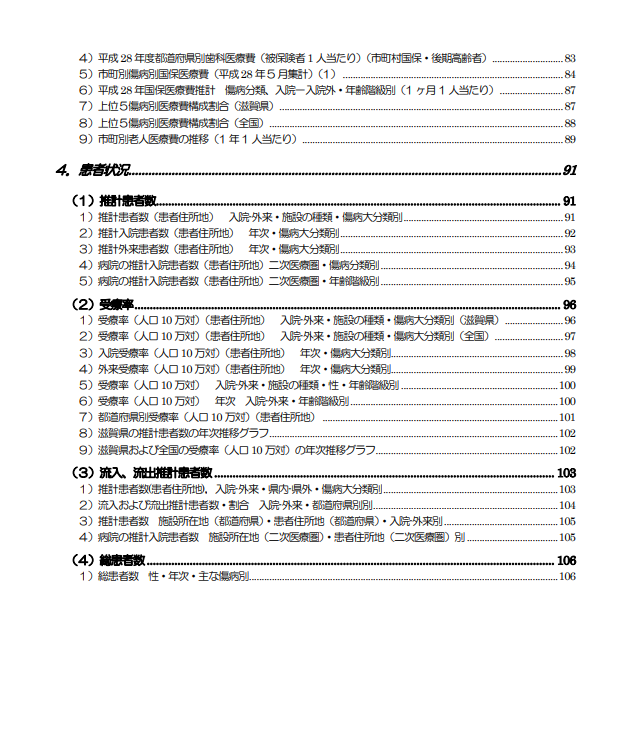 4）平成 28 年度都道府県別歯科医療費（被保険者 1 人当たり）（市町村国保・後期高齢者）........................ 83
5）市町別傷病別国保医療費（平成 28 年 5 月集計）（1）........................ 84
6）平成 28 年国保医療費推計　傷病分類、入院ー入院外・年齢階級別（1 ヶ月 1 人当たり）........................ 87
7）上位５傷病別医療費構成割合（滋賀県）........................ 87
8）上位５傷病別医療費構成割合（全国）........................ 88
9）市町別老人医療費の推移（1 年 1 人当たり）........................ 89
４．患者状況........................91
（1）推計患者数........................ 91
1）推計患者数（患者住所地）　入院·外来・施設の種類・傷病大分類別........................ 91
2）推計入院患者数（患者住所地）　年次・傷病大分類別........................ 92
3）推計外来患者数（患者住所地）　年次・傷病大分類別........................ 93
4）病院の推計入院患者数（患者住所地）二次医療圏・傷病分類別........................ 94
5）病院の推計入院患者数（患者住所地）二次医療圏・年齢階級別........................ 95
（2）受療率........................ 96
1）受療率（人口 10 万対）（患者住所地）　入院·外来・施設の種類・傷病大分類別（滋賀県）........................ 96
2）受療率（人口 10 万対）（患者住所地）　入院·外来・施設の種類・傷病大分類別（全国）........................ 97
3）入院受療率（人口 10 万対）（患者住所地）　年次・傷病大分類別........................ 98
4）外来受療率（人口 10 万対）（患者住所地）　年次・傷病大分類別........................ 99
5）受療率（人口 10 万対）　入院·外来・施設の種類・性・年齢階級別........................ 100
6）受療率（人口 10 万対）　年次　入院·外来・年齢階級別........................ 100
7）都道府県別受療率（人口 10 万対）（患者住所地）........................ 101
8）滋賀県の推計患者数の年次推移グラフ........................ 102
9）滋賀県および全国の受療率（人口 10 万対）の年次推移グラフ........................ 102
（3）流入、流出推計患者数........................ 103
1）推計患者数(患者住所地)，入院·外来・県内·県外・傷病大分類別........................ 103
2）流入および流出推計患者数・割合　入院·外来・都道府県別別........................ 104
3）推計患者数　施設所在地（都道府県）・患者住所地（都道府県）・入院·外来別........................ 105
4）病院の推計入院患者数　施設所在地（二次医療圏）・患者住所地（二次医療圏）別........................ 105
（4）総患者数........................ 106
1）総患者数　性・年次・主な傷病別........................ 106